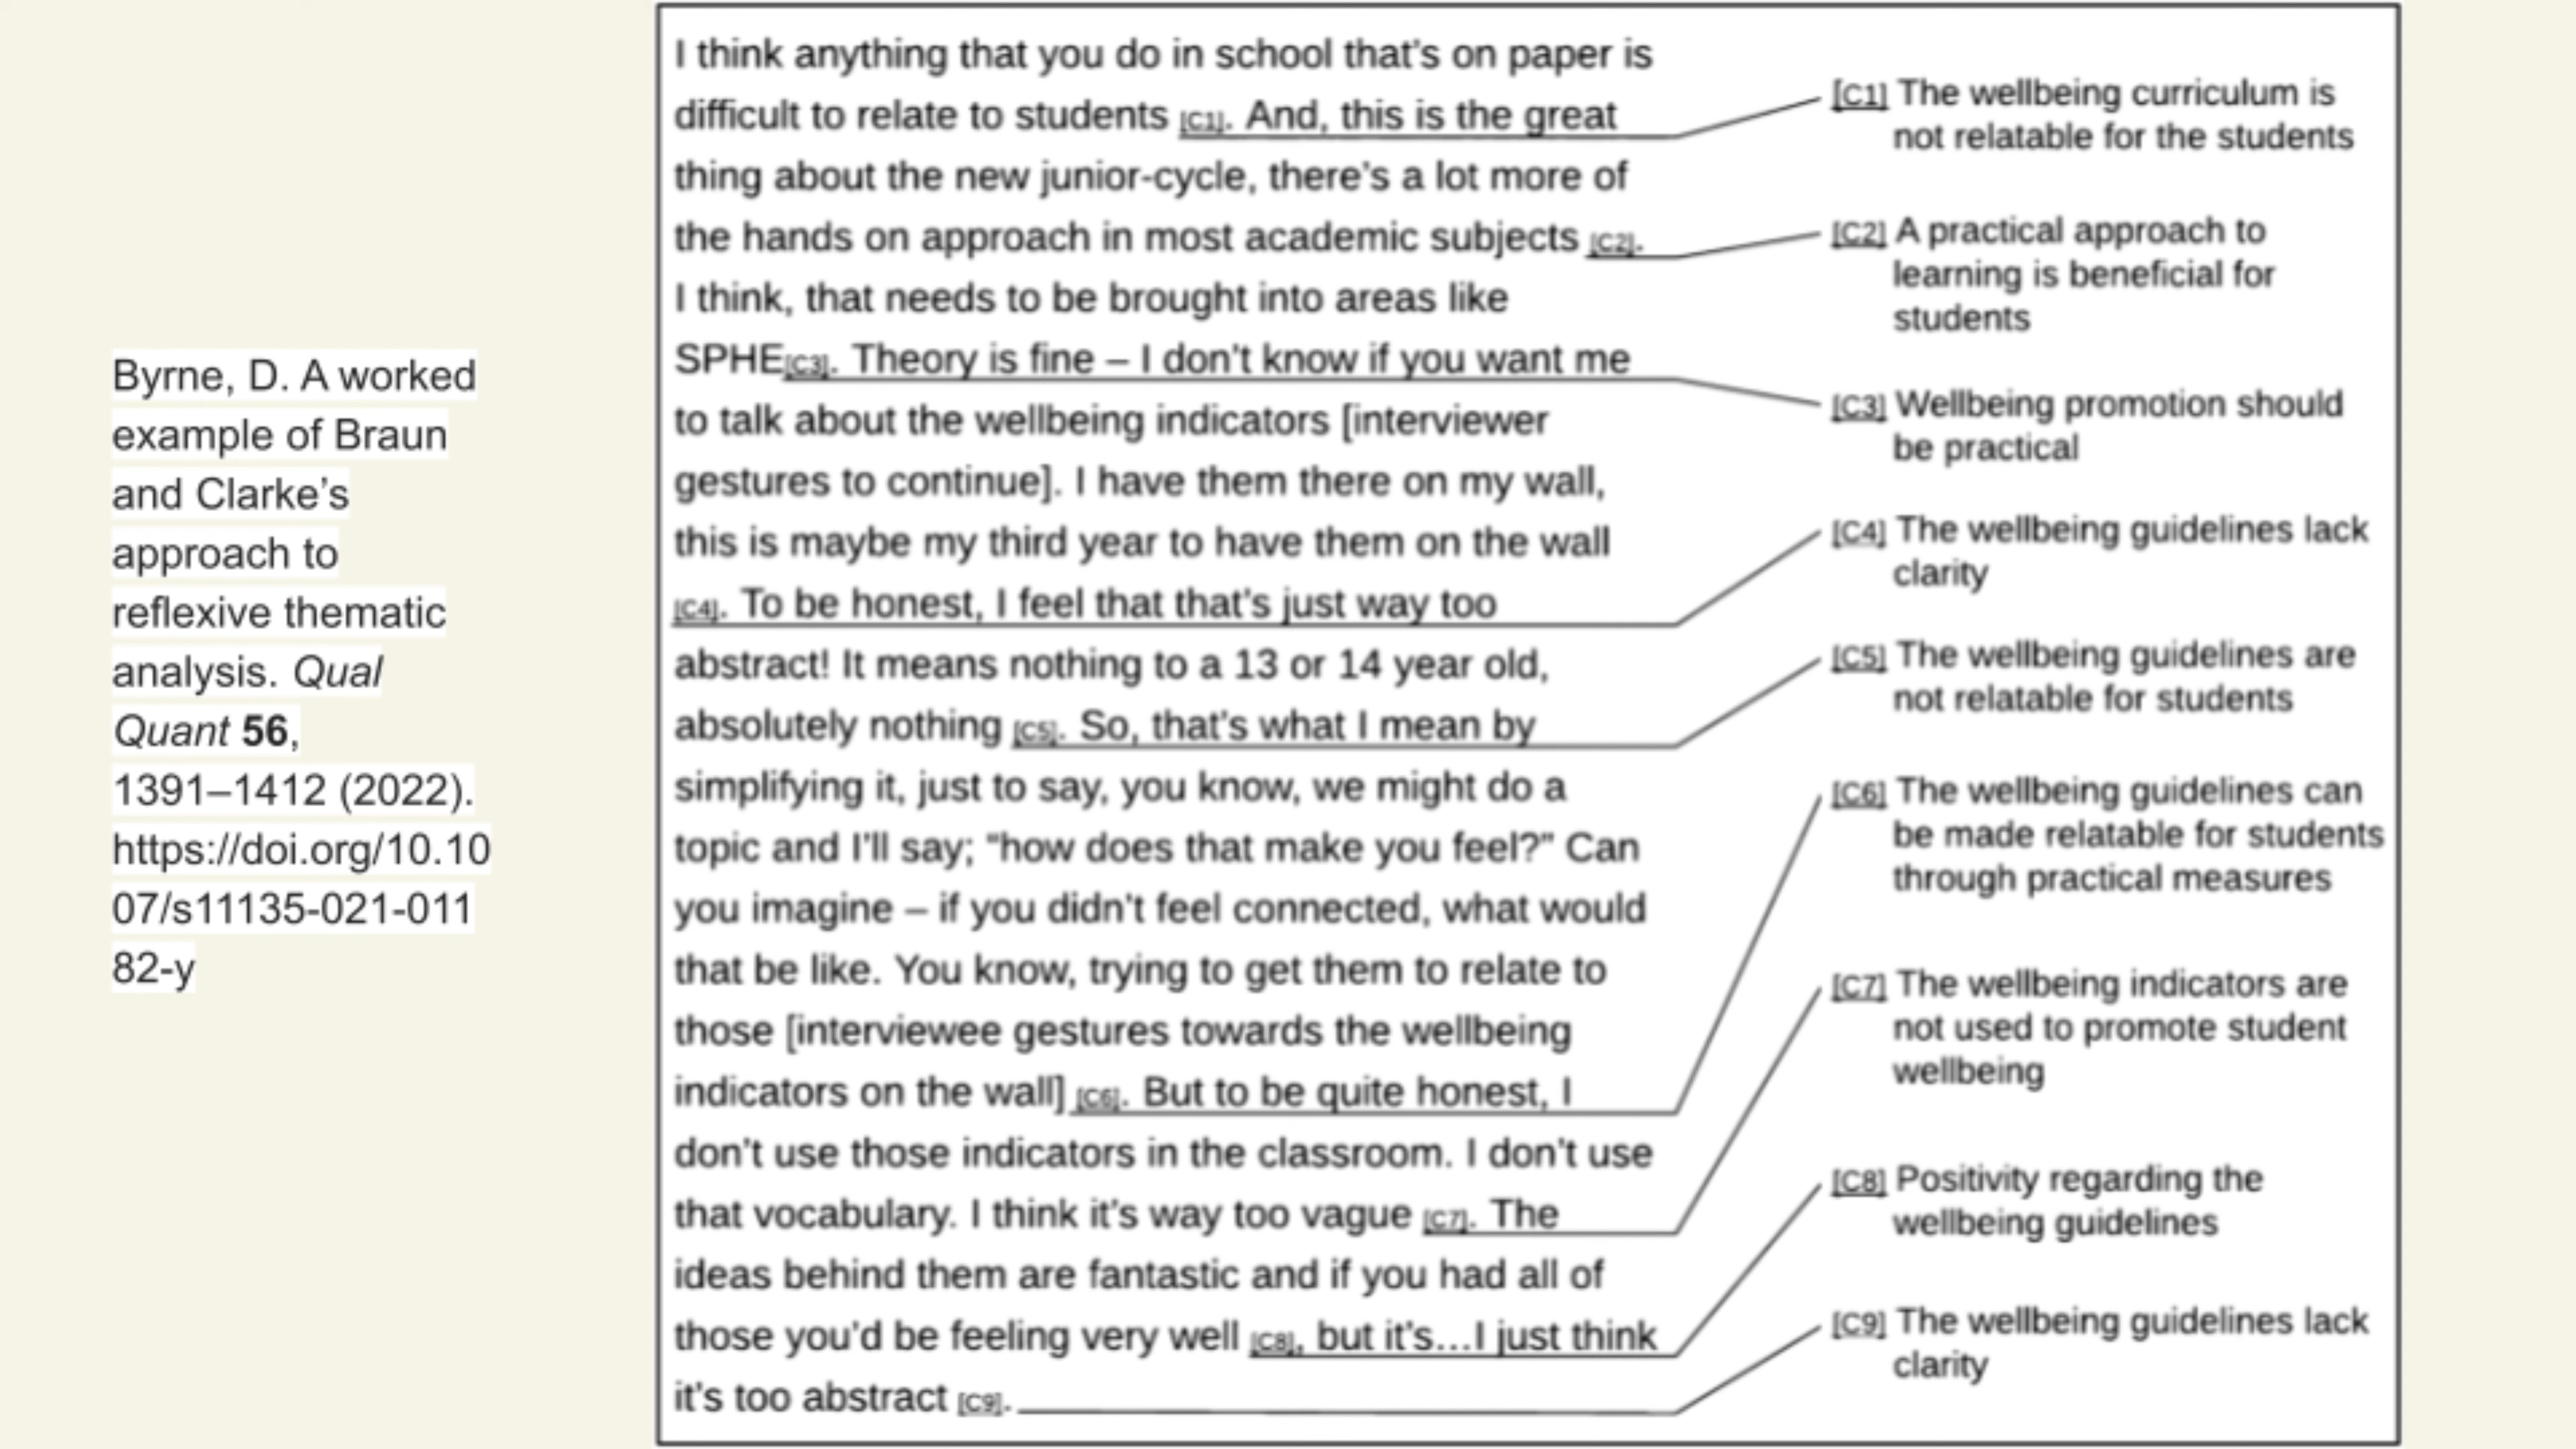 Byrne, D. A worked
example of Braun
and Clarke’s
approach to
reflexive thematic
analysis. Qual
Quant 56,
1391–1412 (2022).
https://doi.org/10.10
07/s11135-021-011
82-y
I think anything that you do in school that’s on paper is
difficult to relate to students [C1]. And, this is the great
thing about the new junior-cycle, there’s a lot more of
the hands on approach in most academic subjects [C2].
I think, that needs to be brought into areas like
SPHE[C3]. Theory is fine – I don’t know if you want me
to talk about the wellbeing indicators [interviewer
gestures to continue]. I have them there on my wall,
this is maybe my third year to have them on the wall
[C4]. To be honest, I feel that that’s just way too
abstract! It means nothing to a 13 or 14 year old,
absolutely nothing [C5]. So, that’s what I mean by
simplifying it, just to say, you know, we might do a
topic and I’ll say; “how does that make you feel?” Can
you imagine – if you didn’t feel connected, what would
that be like. You know, trying to get them to relate to
those [interviewee gestures towards the wellbeing
indicators on the wall] [C6]. But to be quite honest, I
don’t use those indicators in the classroom. I don’t use
that vocabulary. I think it’s way too vague [C7]. The
ideas behind them are fantastic and if you had all of
those you’d be feeling very well [C8], but it’s…I just think
it’s too abstract [C9].
[C1] The wellbeing curriculum is
not relatable for the students
[C2] A practical approach to
learning is beneficial for
students
[C3] Wellbeing promotion should
be practical
[C4] The wellbeing guidelines lack
clarity
[C5] The wellbeing guidelines are
not relatable for students
[C6] The wellbeing guidelines can
be made relatable for students
through practical measures
[C7] The wellbeing indicators are
not used to promote student
wellbeing
[C8] Positivity regarding the
wellbeing guidelines
[C9] The wellbeing guidelines lack
clarity